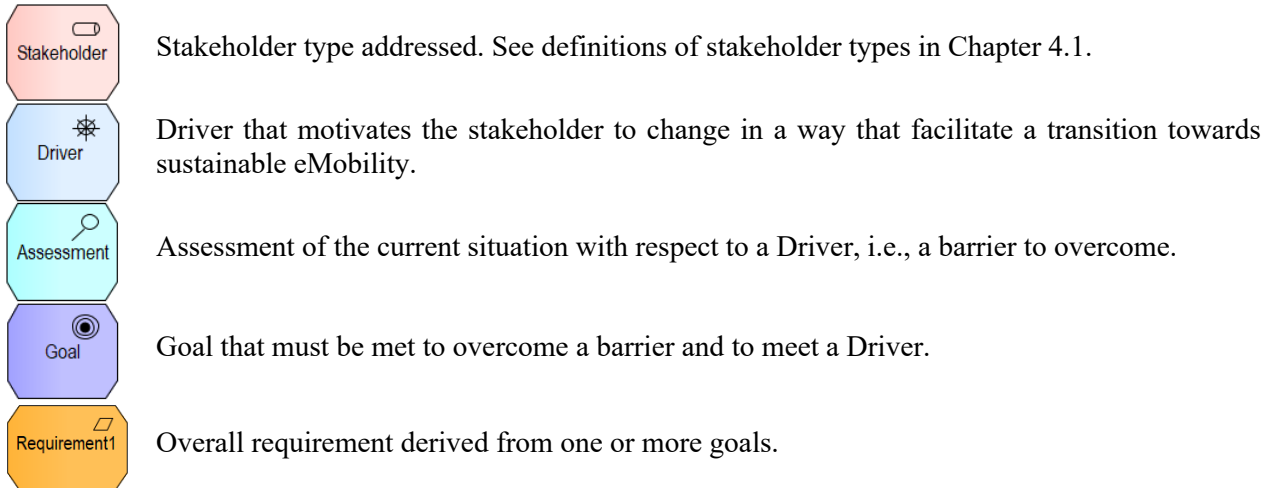 Stakeholder
Stakeholder type addressed. See definitions of stakeholder types in Chapter 4.1.
Driver
Driver that motivates the stakeholder to change in a way that facilitate a transition towards
sustainable eMobility.
Assessment
Assessment of the current situation with respect to a Driver, i.e., a barrier to overcome.
Goal
Goal that must be met to overcome a barrier and to meet a Driver.
Requirement1
Overall requirement derived from one or more goals.